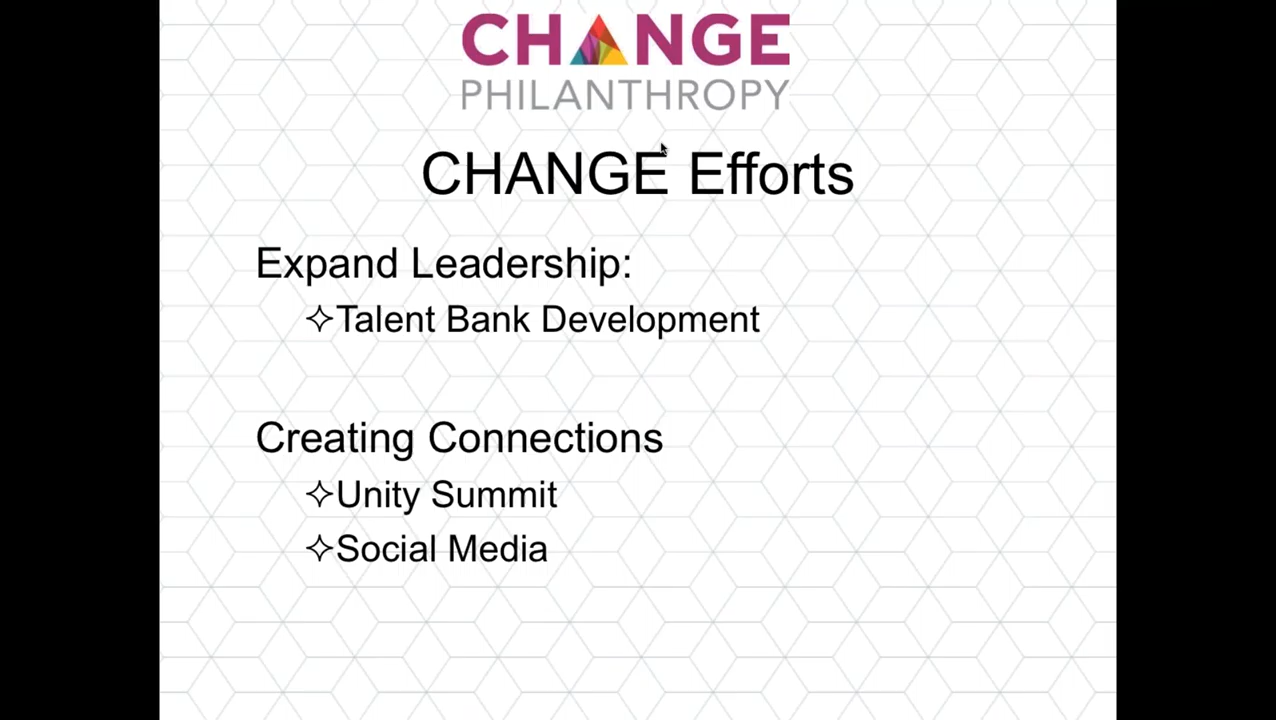 CHANGE
PHILANTHROPY
CHANGE Efforts
Expand Leadership:
✧Talent Bank Development
Creating Connections
✧Unity Summit
✧Social Media